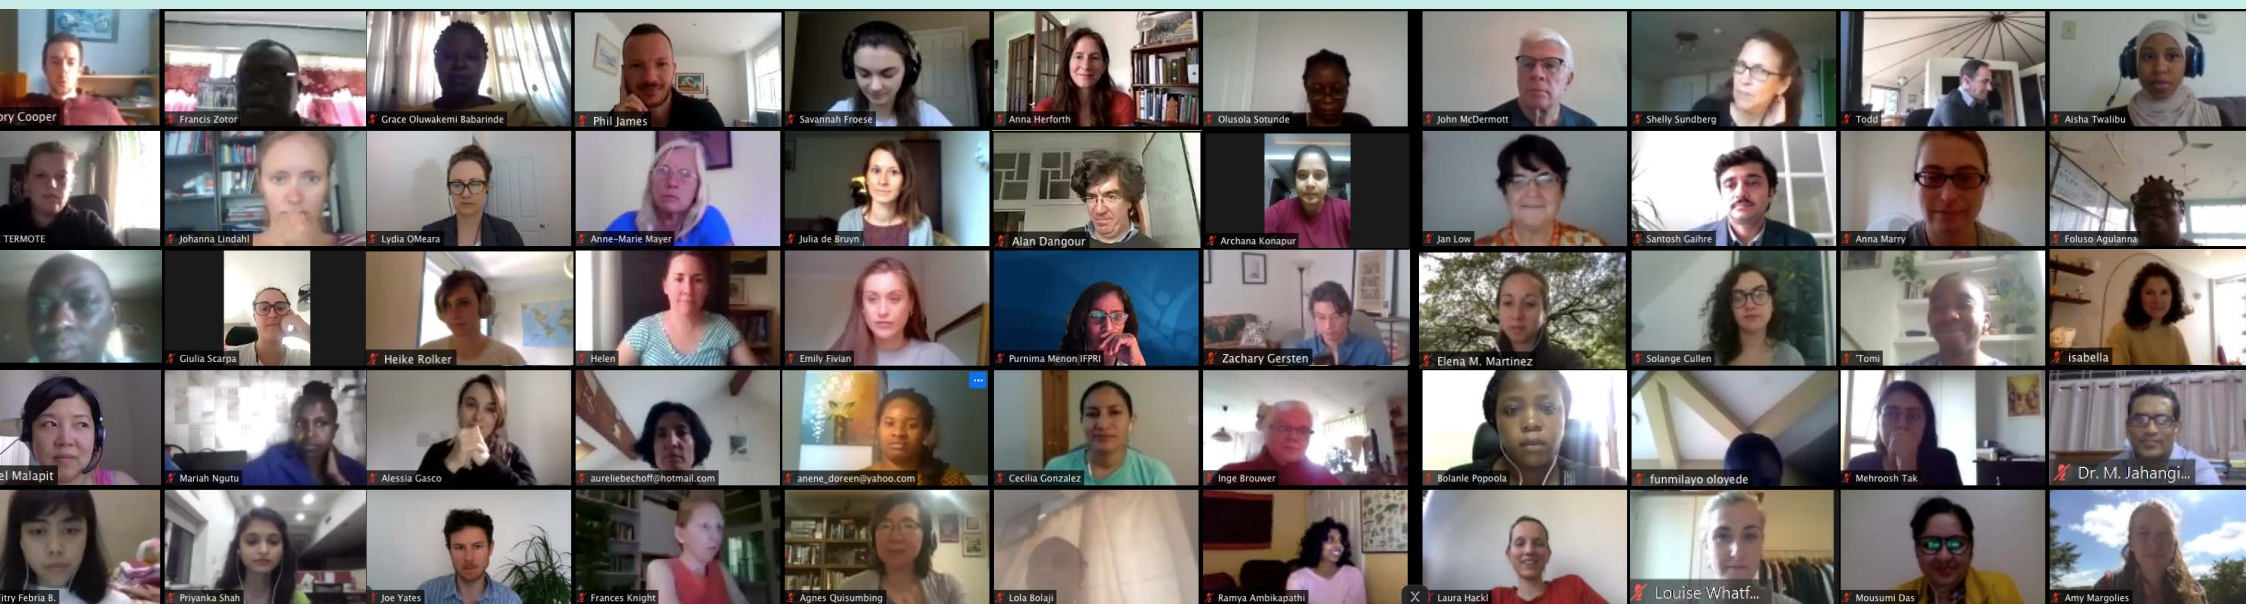 ory Cooper
Francis Zotor
Grace Oluwakemi Babarinde
Phil James
Savannah Froese
Anna Herforth
Olusola Sotunde
John McDermott
Shelly Sundberg
Todd
Aisha Twalibu
TERMOTE
Johanna Lindahl
Lydia OMeara
Anne-Marie Mayer
Julia de Bruyn
Alan Dangour
Archana Konapur
Jan Low
Santosh Gaihre
Anna Marry
Foluso Agulanna
Giulia Scarpa
Heike Rolker
Helen
Emily Fivian
Purnima Menon IFPRI
Zachary Gersten
Elena M. Martinez
Solange Cullen
'Tomi
isabella
el Malapit
Mariah Ngutu
Alessia Gasco
aureliebechoff@hotmail.com
anene_doreen@yahoo.com
Cecilia Gonzalez
Inge Brouwer
Bolanle Popoola
funmilayo oloyede
Mehroosh Tak
Dr. M. Jahangi...
itry Febria B.
Priyanka Shah
Joe Yates
Frances Knight
Agnes Quisumbing
Lola Bolaji
Ramya Ambikapathi
Laura Hackl
Louise Whatf...
Mousumi Das
Amy Margolies